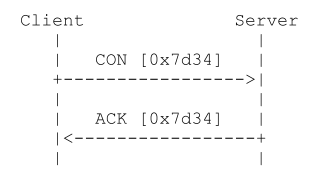 Client Server
CON [0x7d34]
ACK [0x7d34]